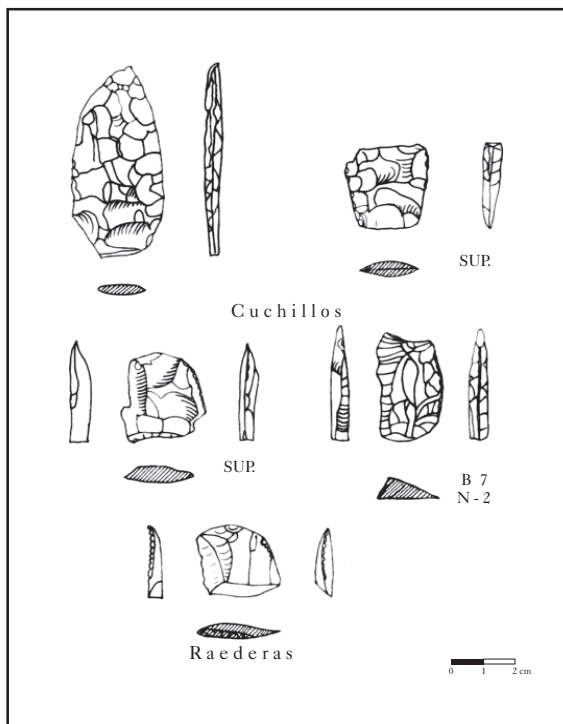 SUP.
Cuchillos
SUP.
B 7
N - 2
Raederas
0 1 2 cm